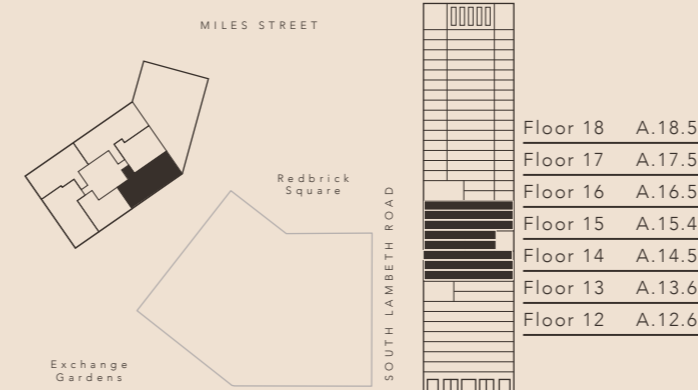 MILES STREET
Redbrick
Square
SOUTH LAMBETH ROAD
Exchange
Gardens
Floor 18 A.18.5
Floor 17 A.17.5
Floor 16 A.16.5
Floor 15 A.15.4
Floor 14 A.14.5
Floor 13 A.13.6
Floor 12 A.12.6